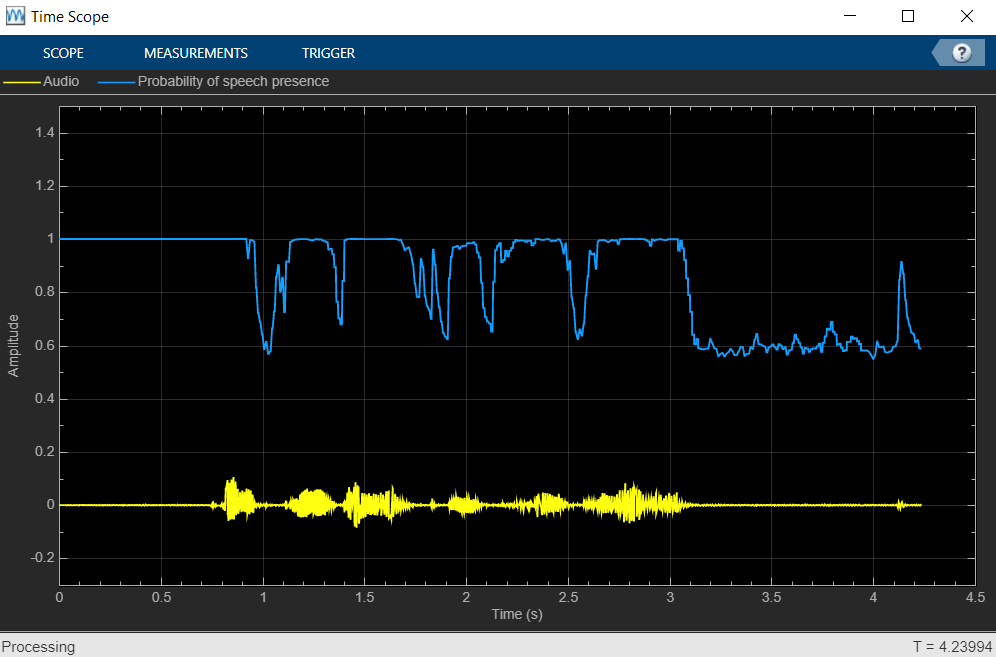 Time Scope
SCOPE MEASUREMENTS TRIGGER ?
Audio Probability of speech presence
1.4
1.2
1
0.8
0.6
0.4
0.2
0
-0.2
Amplitude
0 0.5 1 1.5 2 2.5 3 3.5 4 4.5
Time (s)
Processing T = 4.23994